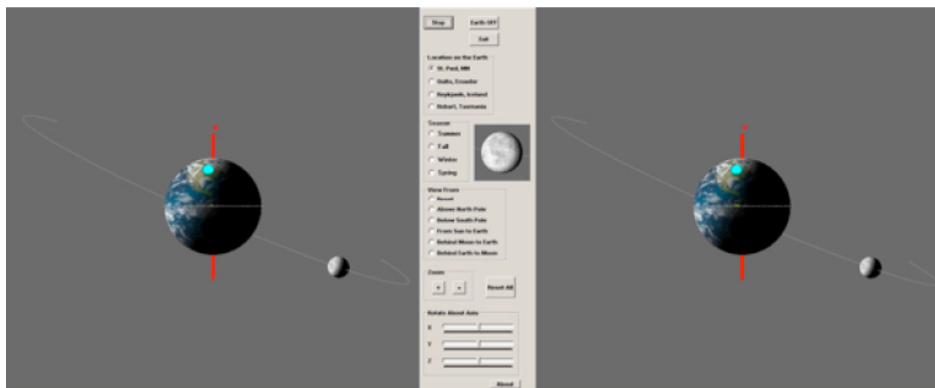 Stop
Earth OFF
Exit
Location on the Earth
St. Paul, MN
Quito, Ecuador
Reykjavik, Iceland
Hobart, Tasmania
Season
Summer
Fall
Winter
Spring
View From
Reset
Above North Pole
Below South Pole
From Sun to Earth
Behind Moon to Earth
Behind Earth to Moon
Zoom
+
-
Reset All
Rotate About Axis
X
Y
Z
About